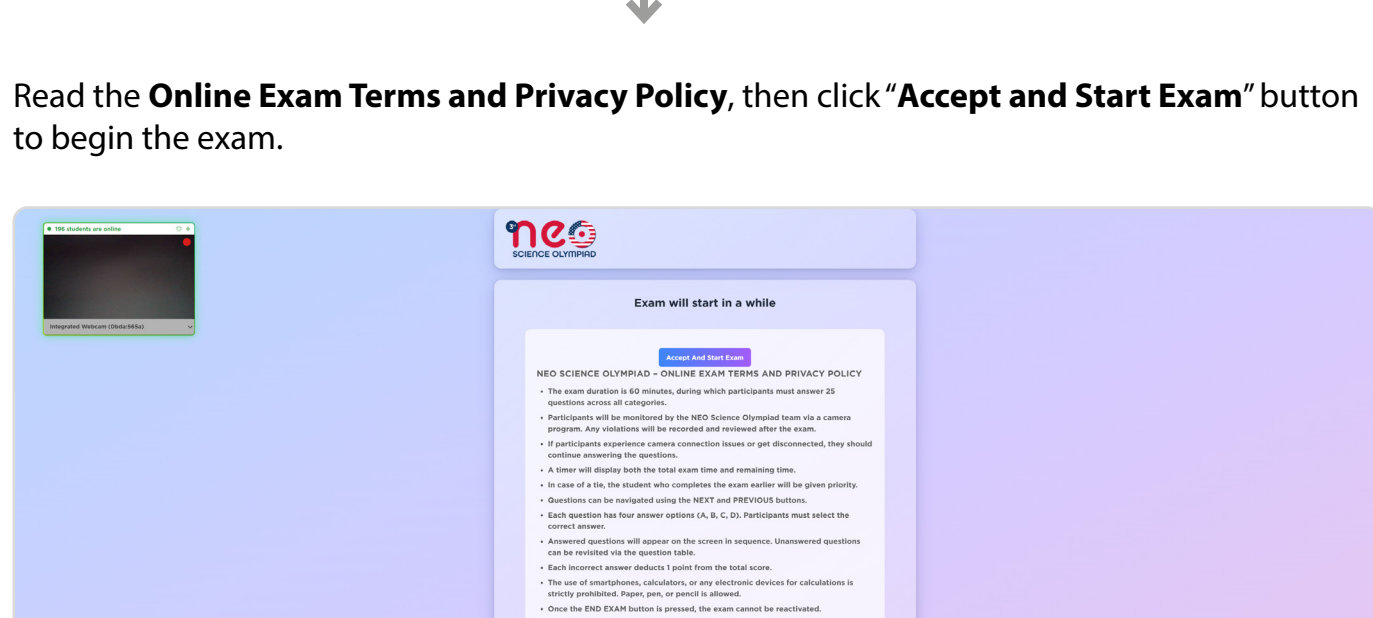 Read the Online Exam Terms and Privacy Policy, then click “Accept and Start Exam” button
to begin the exam.
196 students are online
Integrated Webcam (0bda:565a)
3rd neo
SCIENCE OLYMPIAD
Exam will start in a while
Accept And Start Exam
NEO SCIENCE OLYMPIAD – ONLINE EXAM TERMS AND PRIVACY POLICY
• The exam duration is 60 minutes, during which participants must answer 25
questions across all categories.
• Participants will be monitored by the NEO Science Olympiad team via a camera
program. Any violations will be recorded and reviewed after the exam.
• If participants experience camera connection issues or get disconnected, they should
continue answering the questions.
• A timer will display both the total exam time and remaining time.
• In case of a tie, the student who completes the exam earlier will be given priority.
• Questions can be navigated using the NEXT and PREVIOUS buttons.
• Each question has four answer options (A, B, C, D). Participants must select the
correct answer.
• Answered questions will appear on the screen in sequence. Unanswered questions
can be revisited via the question table.
• Each incorrect answer deducts 1 point from the total score.
• The use of smartphones, calculators, or any electronic devices for calculations is
strictly prohibited. Paper, pen, or pencil is allowed.
• Once the END EXAM button is pressed, the exam cannot be reactivated.